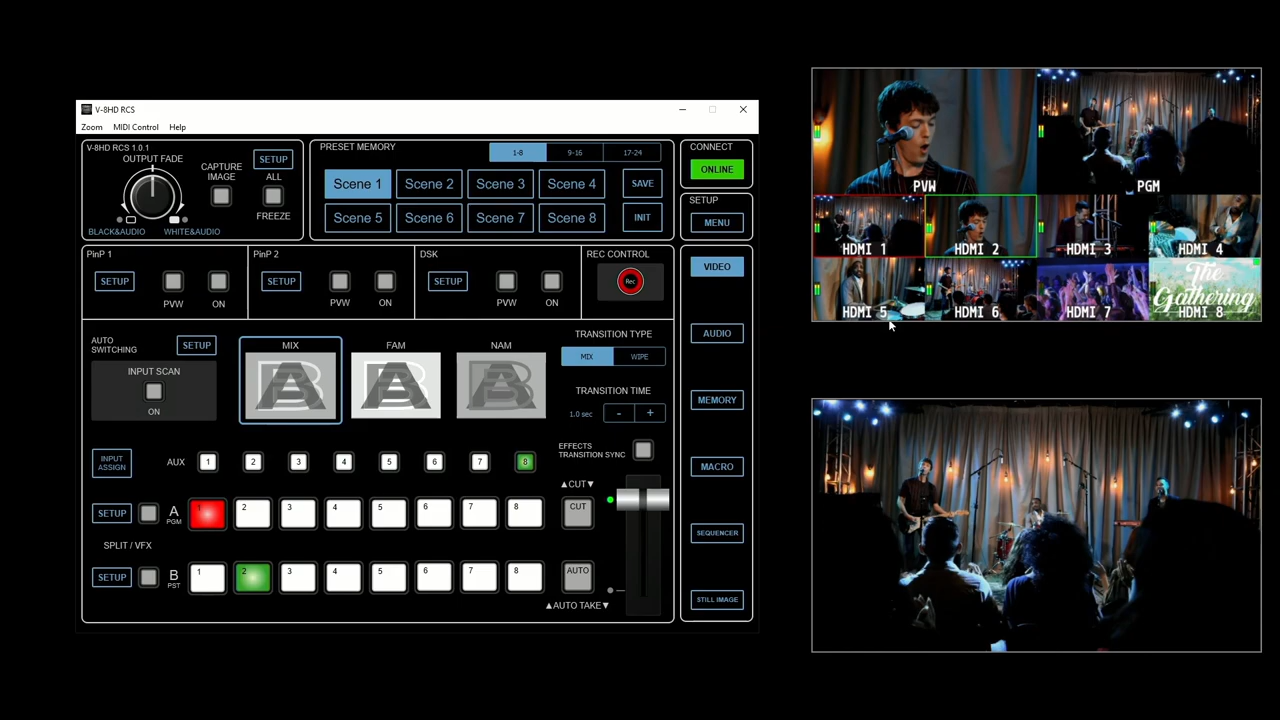 V-8HD RCS
Zoom MIDI Control Help
V-8HD RCS 1.0.1
OUTPUT FADE
CAPTURE
IMAGE
SETUP
ALL
FREEZE
BLACK&AUDIO WHITE&AUDIO
PRESET MEMORY
1-8 9-16 17-24
Scene 1 Scene 2 Scene 3 Scene 4 SAVE
Scene 5 Scene 6 Scene 7 Scene 8 INIT
CONNECT
ONLINE
SETUP
MENU
PinP 1
SETUP
PVW ON
PinP 2
SETUP
PVW ON
DSK
SETUP
PVW ON
REC CONTROL
Rec
VIDEO
AUDIO
MEMORY
MACRO
SEQUENCER
STILL IMAGE
AUTO
SWITCHING
SETUP
INPUT SCAN
ON
MIX FAM NAM
A B A B A B
TRANSITION TYPE
MIX WIPE
TRANSITION TIME
1.0 sec - +
EFFECTS
TRANSITION SYNC
INPUT
ASSIGN
AUX 1 2 3 4 5 6 7 8
▲CUT▼
SETUP A
PGM
1 2 3 4 5 6 7 8 CUT
SPLIT / VFX
SETUP B
PST
1 2 3 4 5 6 7 8 AUTO
▲AUTO TAKE▼
PVW PGM
HDMI 1 HDMI 2 HDMI 3 HDMI 4
The
Gathering
HDMI 5 HDMI 6 HDMI 7 HDMI 8